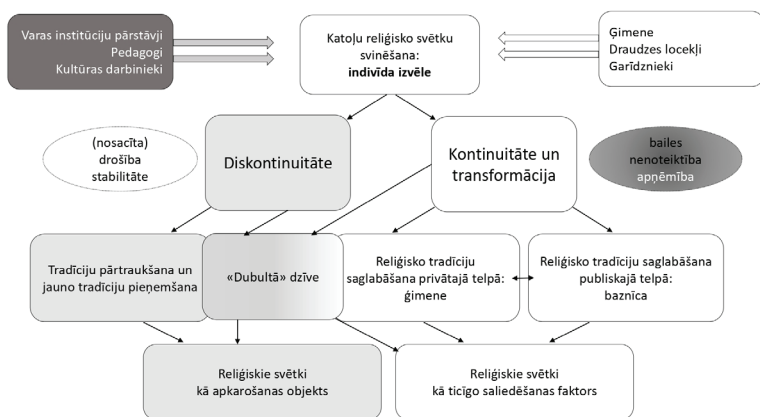 Varas institūciju pārstāvji
Pedagogi
Kultūras darbinieki
Katoļu reliģisko svētku
svinēšana:
indivīda izvēle
Ģimene
Draudzes locekļi
Garīdznieki
(nosacīta)
drošība
stabilitāte
Diskontinuitāte
Kontinuitāte un
transformācija
bailes
nenoteiktība
apņēmība
Tradīciju pārtraukšana un
jauno tradīciju pieņemšana
«Dubultā» dzīve
Reliģisko tradīciju
saglabāšana privātajā telpā:
ģimene
Reliģisko tradīciju saglabāšana
publiskajā telpā:
baznīca
Reliģiskie svētki
kā apkarošanas objekts
Reliģiskie svētki
kā ticīgo saliedēšanas faktors